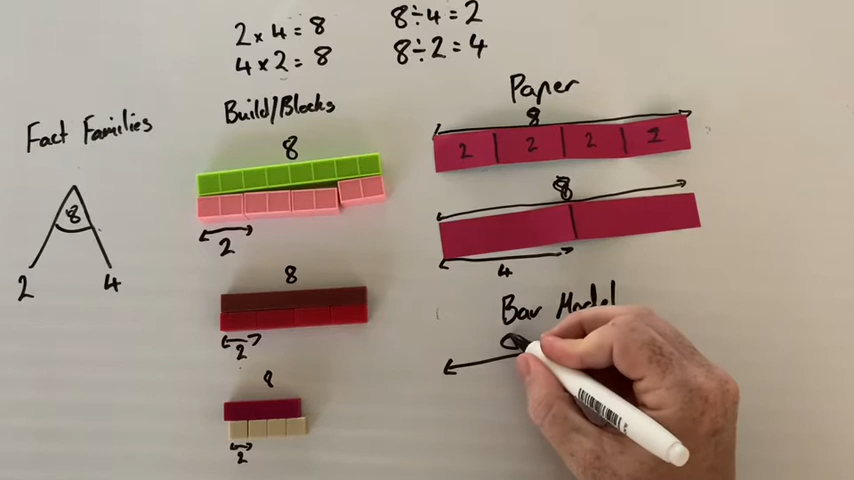 2 × 4 = 8
4 × 2 = 8
8 ÷ 4 = 2
8 ÷ 2 = 4
Fact Families
8
2 4
Build/Blocks
8
2
8
2
8
2
Paper
8
2 2 2 2
8
4
Bar Model